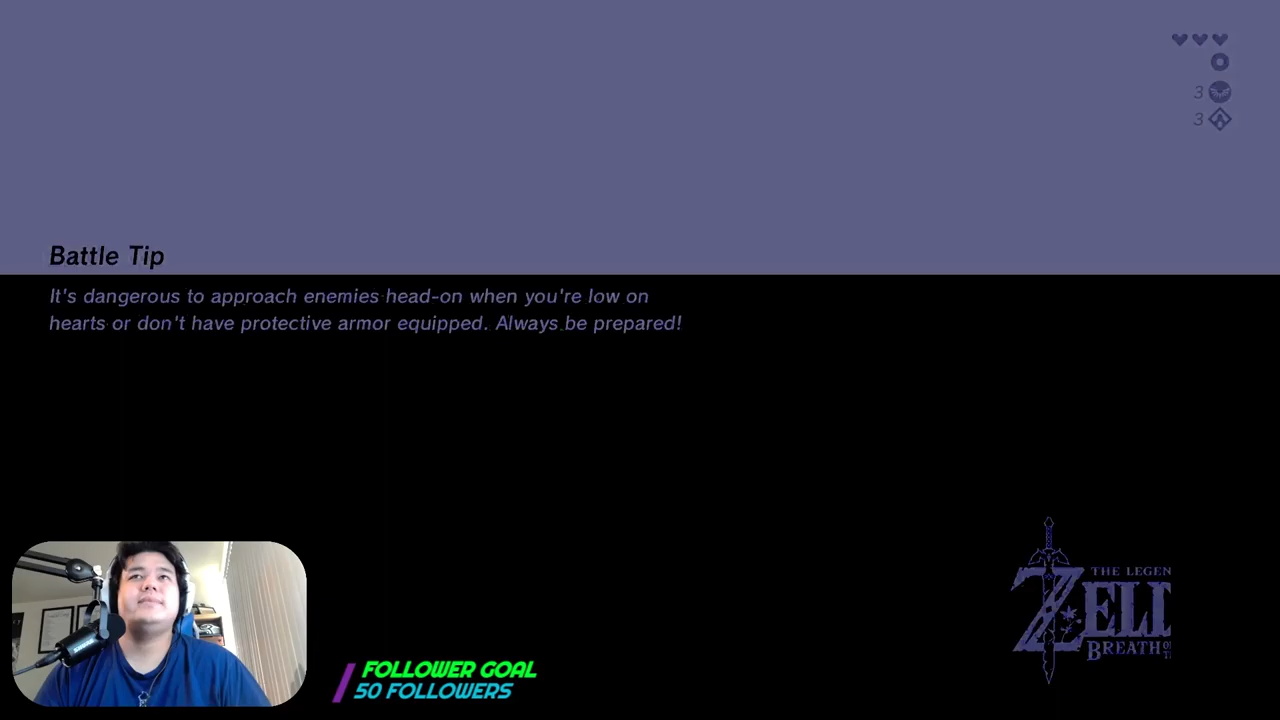 3
3
Battle Tip
It's dangerous to approach enemies head-on when you're low on
hearts or don't have protective armor equipped. Always be prepared!
THE LEGEN
ZELD
BREATH
FOLLOWER GOAL
50 FOLLOWERS